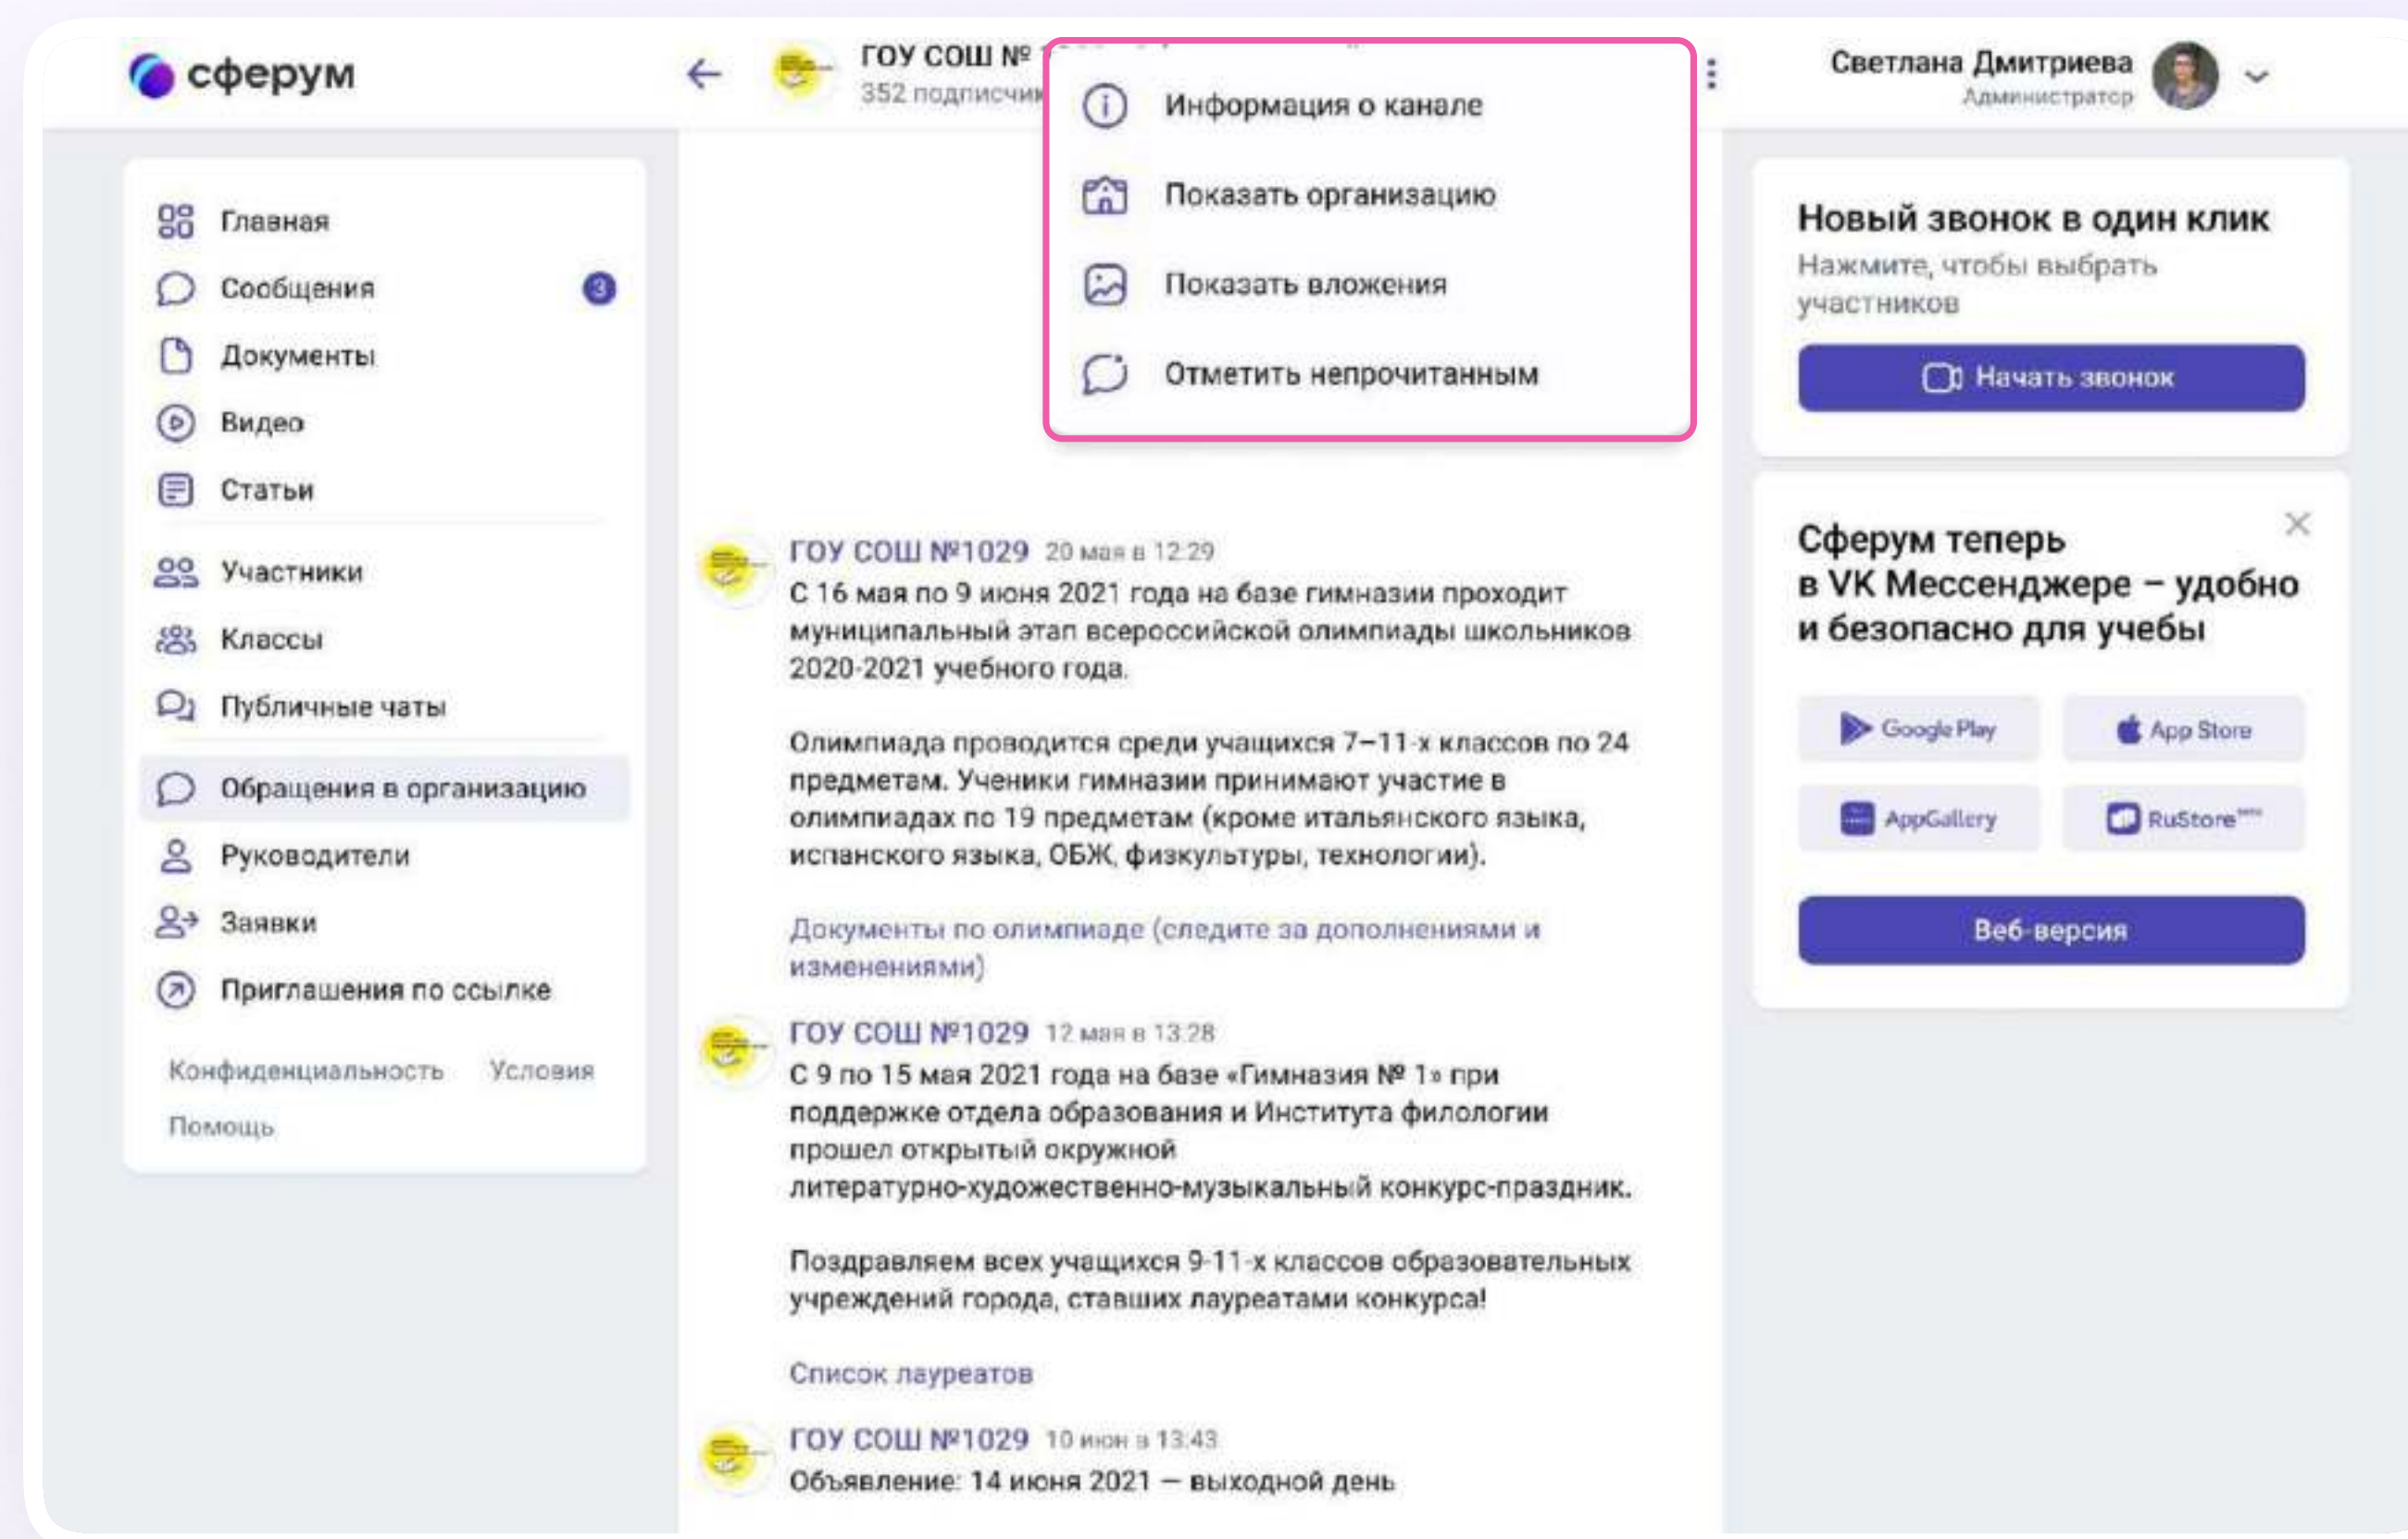 сферум
ГОУ СОШ №
352 подписчик
Светлана Дмитриева
Администратор
Информация о канале
Показать организацию
Показать вложения
Отметить непрочитанным
Главная
Сообщения 3
Документы
Видео
Статьи
Участники
Классы
Публичные чаты
Обращения в организацию
Руководители
Заявки
Приглашения по ссылке
Конфиденциальность Условия
Помощь
ГОУ СОШ №1029 20 мая в 12:29
С 16 мая по 9 июня 2021 года на базе гимназии проходит
муниципальный этап всероссийской олимпиады школьников
2020-2021 учебного года.
Олимпиада проводится среди учащихся 7–11-х классов по 24
предметам. Ученики гимназии принимают участие в
олимпиадах по 19 предметам (кроме итальянского языка,
испанского языка, ОБЖ, физкультуры, технологии).
Документы по олимпиаде (следите за дополнениями и
изменениями)
ГОУ СОШ №1029 12 мая в 13:28
С 9 по 15 мая 2021 года на базе «Гимназия № 1» при
поддержке отдела образования и Института филологии
прошел открытый окружной
литературно-художественно-музыкальный конкурс-праздник.
Поздравляем всех учащихся 9-11-х классов образовательных
учреждений города, ставших лауреатами конкурса!
Список лауреатов
ГОУ СОШ №1029 10 июн в 13:43
Объявление: 14 июня 2021 — выходной день
Новый звонок в один клик
Нажмите, чтобы выбрать
участников
Начать звонок
Сферум теперь
в VK Мессенджере – удобно
и безопасно для учебы
Google Play
App Store
AppGallery
RuStore
Веб-версия